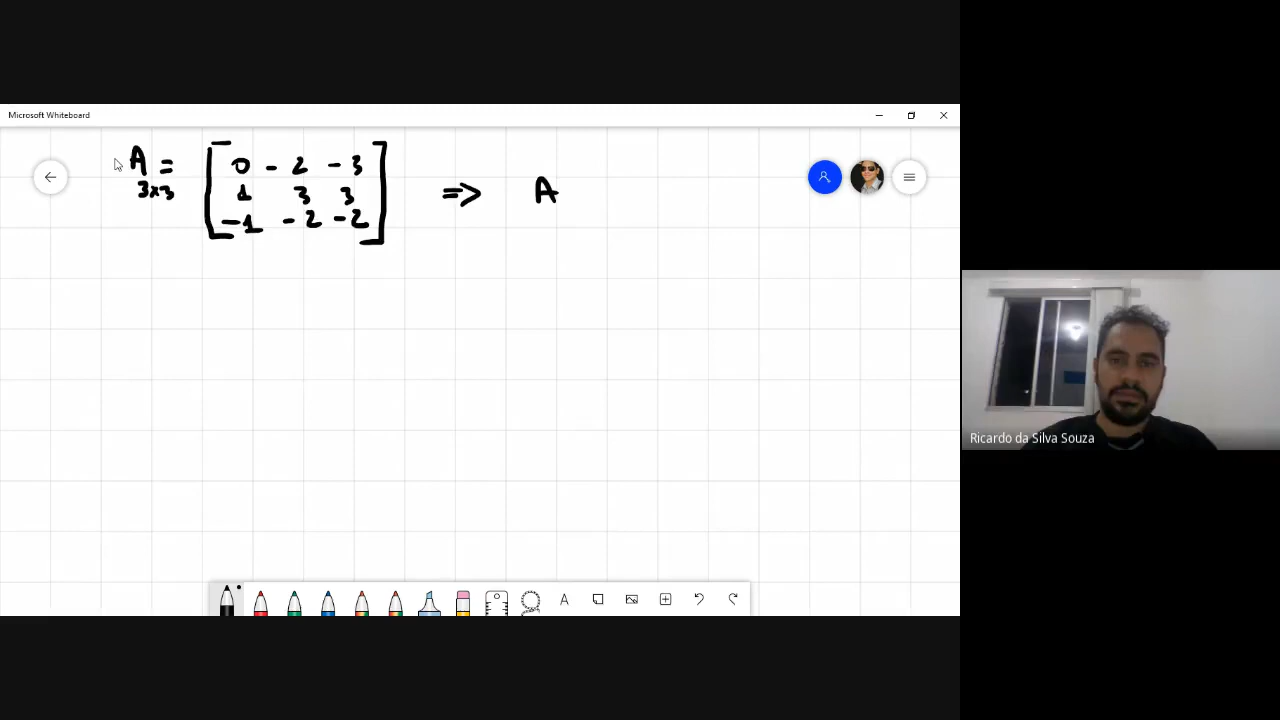 Microsoft Whiteboard
A = 0 - 2 - 3
3x3 1 3 3 => A
-1 -2 -2
Ricardo da Silva Souza
A